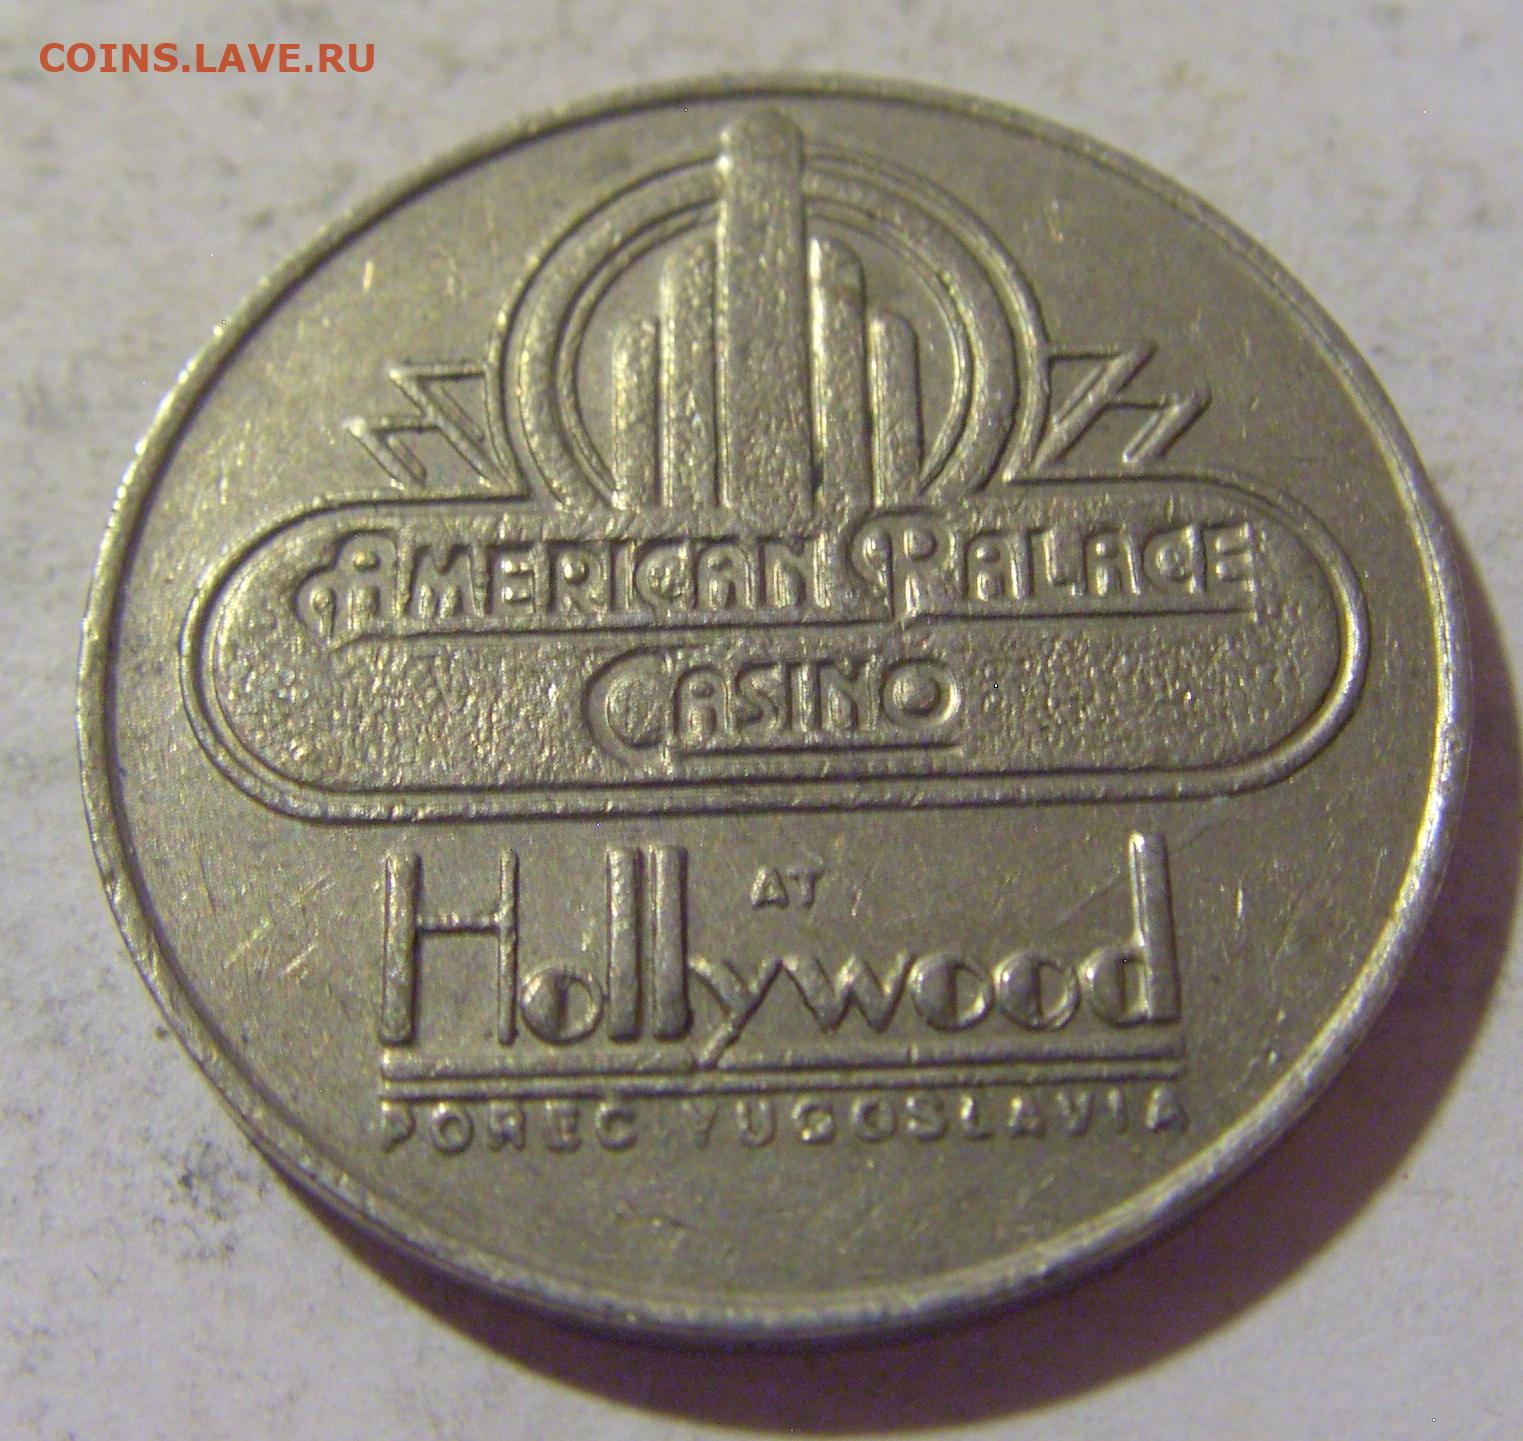 COINS.LAVE.RU
AMERICAN PALACE
CASINO
AT
Hollywood
POREC YUGOSLAVIA